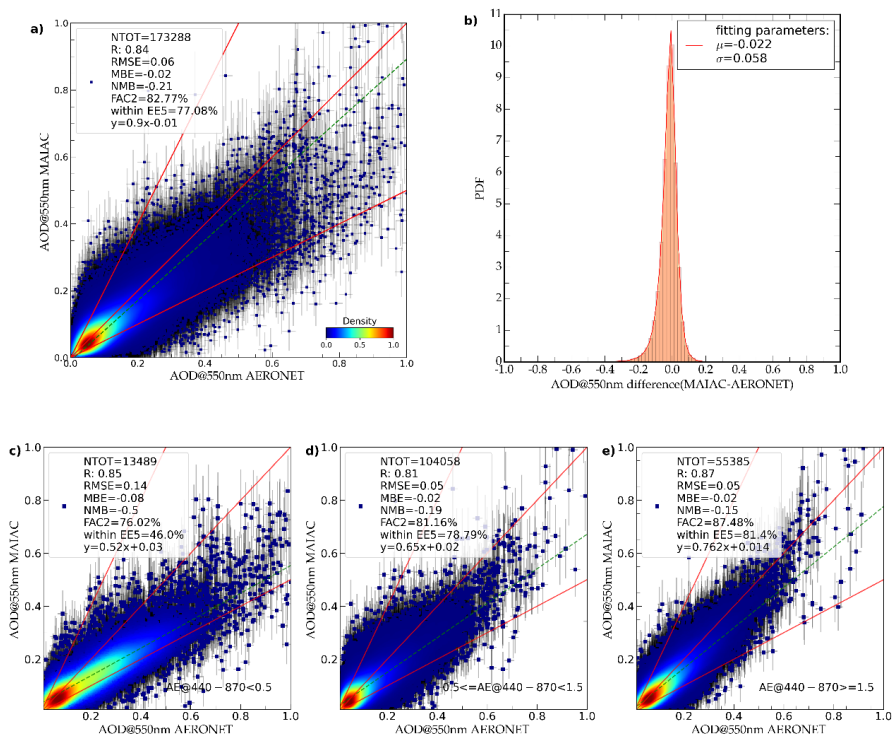 a)
NTOT=173288
R: 0.84
RMSE=0.06
MBE=-0.02
NMB=-0.21
FAC2=82.77%
within EE5=77.08%
y=0.9x-0.01
1.0
0.8
0.6
0.4
0.2
0.0
0.0 0.2 0.4 0.6 0.8 1.0
AOD@550nm MAIAC
AOD@550nm AERONET
Density
0.0 0.5 1.0
b)
fitting parameters:
μ=-0.022
σ=0.058
11
10
9
8
7
6
5
4
3
2
1
0
-1.0 -0.8 -0.6 -0.4 -0.2 0.0 0.2 0.4 0.6 0.8 1.0
PDF
AOD@550nm difference(MAIAC-AERONET)
c)
NTOT=13489
R: 0.85
RMSE=0.14
MBE=-0.08
NMB=-0.5
FAC2=76.02%
within EE5=46.0%
y=0.52x+0.03
1.0
0.8
0.6
0.4
0.2
AE@440−870<0.5
0.2 0.4 0.6 0.8 1.0
AOD@550nm MAIAC
AOD@550nm AERONET
d)
NTOT=104058
R: 0.81
RMSE=0.05
MBE=-0.02
NMB=-0.19
FAC2=81.16%
within EE5=78.79%
y=0.65x+0.02
1.0
0.8
0.6
0.4
0.2
0.5<=AE@440−870<1.5
0.2 0.4 0.6 0.8 1.0
AOD@550nm MAIAC
AOD@550nm AERONET
e)
NTOT=55385
R: 0.87
RMSE=0.05
MBE=-0.02
NMB=-0.15
FAC2=87.48%
within EE5=81.4%
y=0.762x+0.014
1.0
0.8
0.6
0.4
0.2
AE@440−870>=1.5
0.2 0.4 0.6 0.8 1.0
AOD@550nm MAIAC
AOD@550nm AERONET